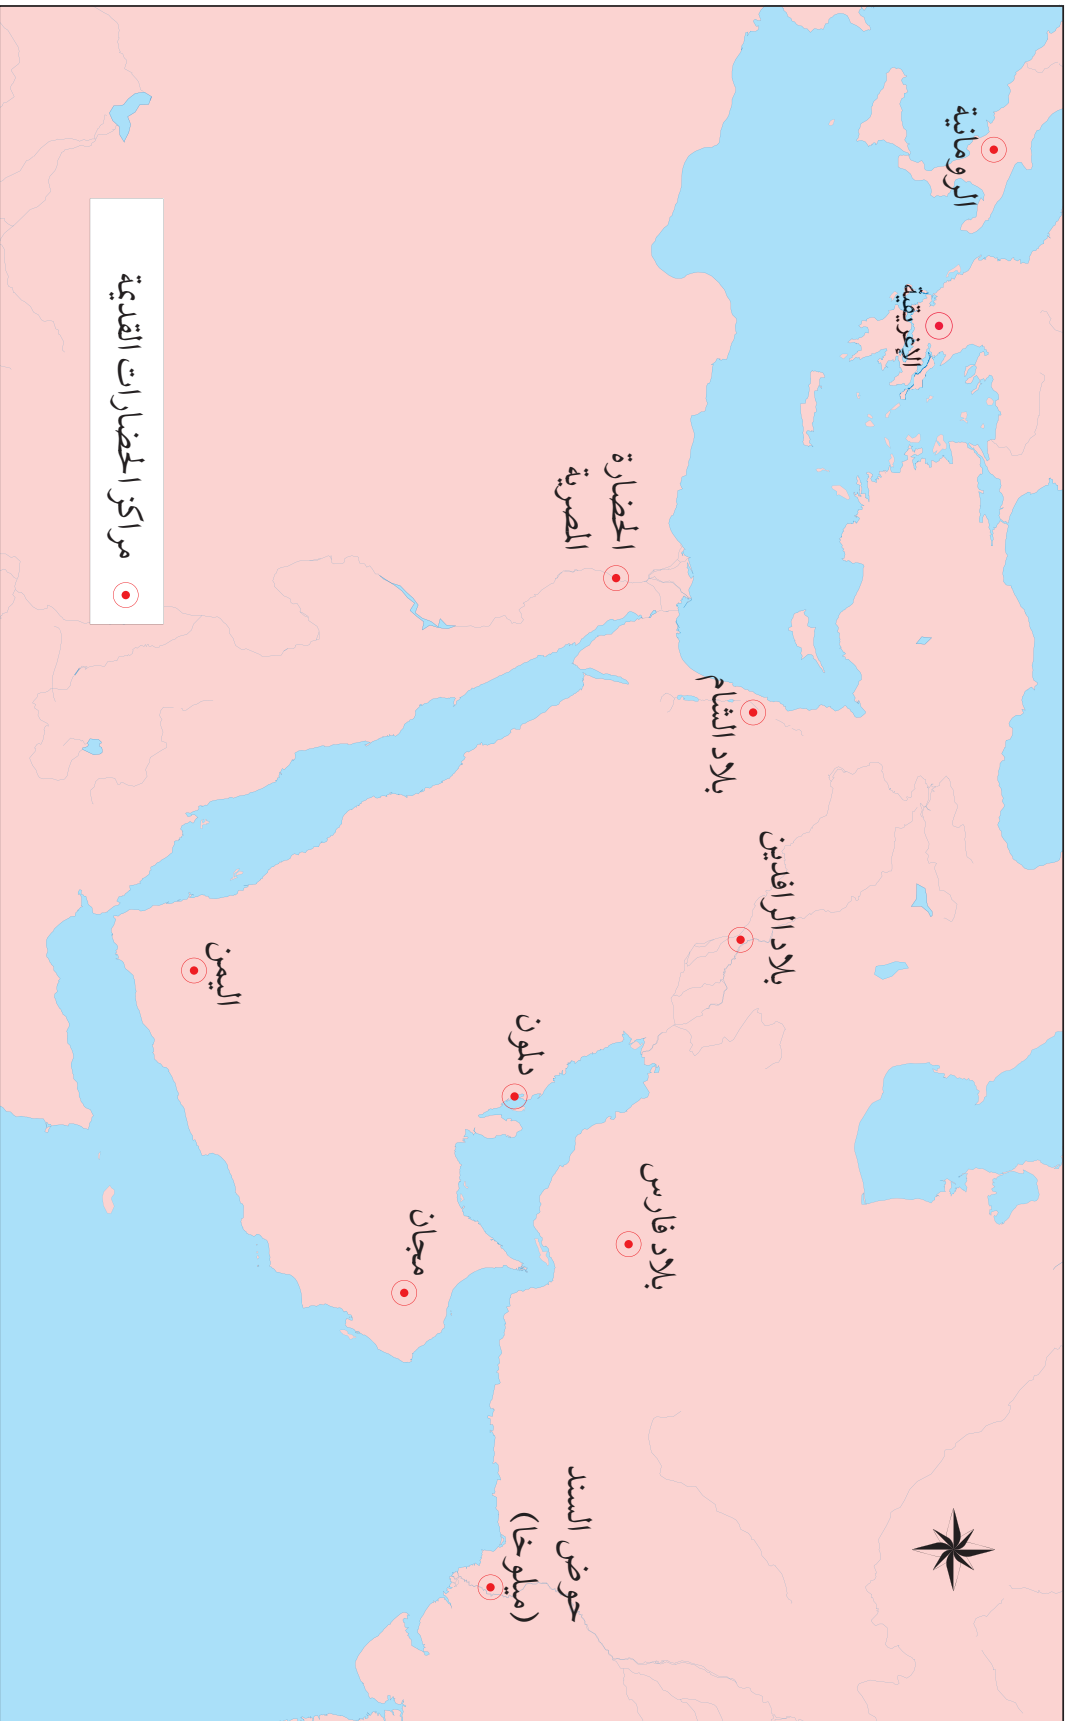 الرومانية
الإغريقية
الحضارة
المصرية
بلاد الشام
بلاد الرافدين
اليمن
دلمون
بلاد فارس
مجان
حوض السند
(ميلوخا)
مراكز الحضارات القديمة